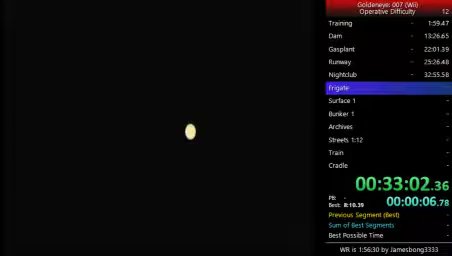 Goldeneye: 007 (Wii)
Operative Difficulty 12
Training - 1:59.47
Dam - 13:26.65
Gasplant - 22:01.39
Runway - 25:26.48
Nightclub - 32:55.58
Frigate -
Surface 1 -
Bunker 1 -
Archives -
Streets 1:12 -
Train -
Cradle -
00:33:02.36
PB: -
Best: 8:10.39 00:00:06.78
Previous Segment (Best) -
Sum of Best Segments -
Best Possible Time -
WR is 1:56:30 by Jamesbong3333